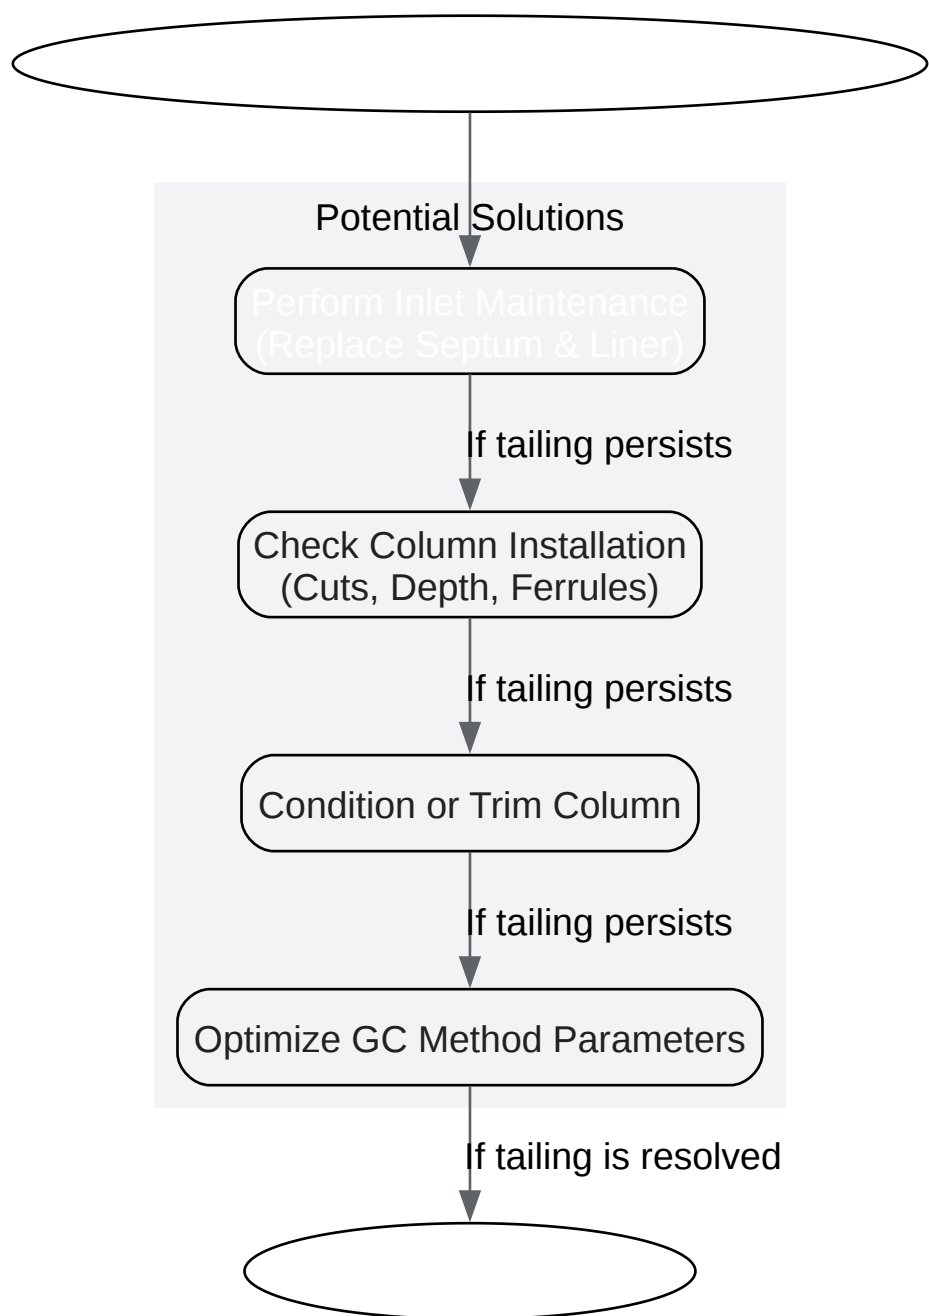 Potential Solutions
Perform Inlet Maintenance
(Replace Septum & Liner)
If tailing persists
Check Column Installation
(Cuts, Depth, Ferrules)
If tailing persists
Condition or Trim Column
If tailing persists
Optimize GC Method Parameters
If tailing is resolved